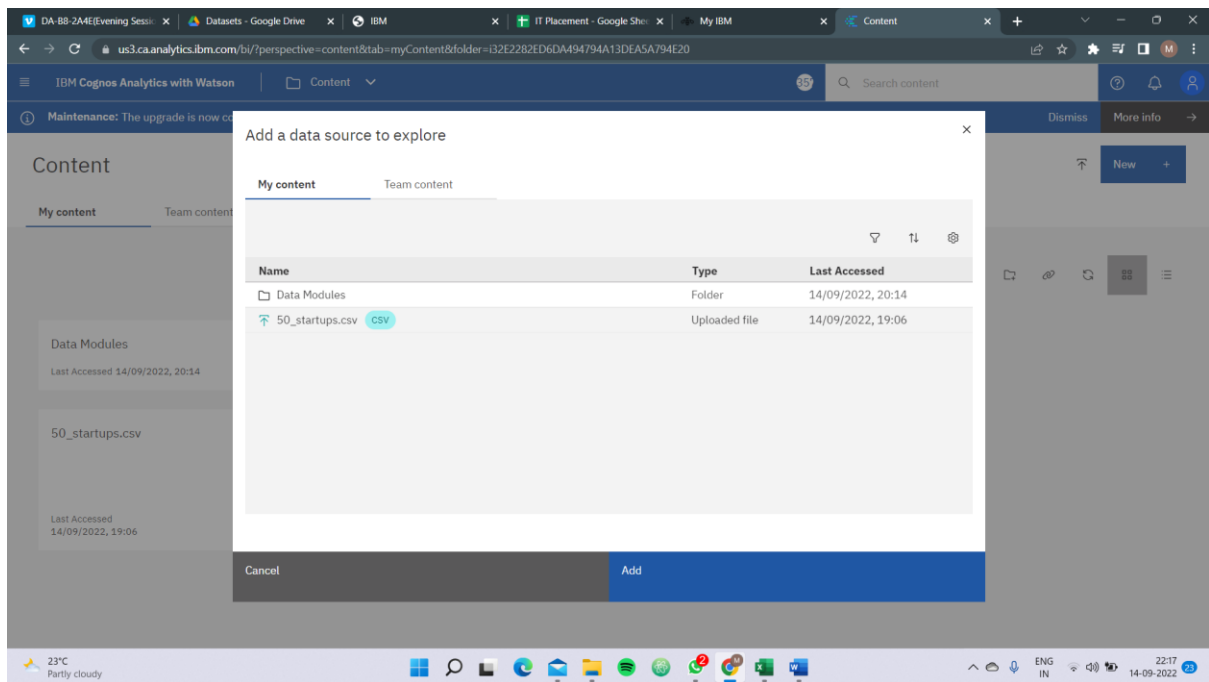 DA-B8-2A4E(Evening Sessic
Datasets - Google Drive
IBM
IT Placement - Google Shee
My IBM
Content
us3.ca.analytics.ibm.com/bi/?perspective=content&tab=myContent&folder=i32E2282ED6DA494794A13DEA5A794E20
M
IBM Cognos Analytics with Watson
Content
35
Search content
Maintenance: The upgrade is now co
Dismiss
More info
Content
New +
My content
Team content
Data Modules
Last Accessed 14/09/2022, 20:14
50_startups.csv
Last Accessed
14/09/2022, 19:06
Add a data source to explore
My content
Team content
Name Type Last Accessed
Data Modules Folder 14/09/2022, 20:14
50_startups.csv CSV Uploaded file 14/09/2022, 19:06
Cancel
Add
23°C
Partly cloudy
2
M
ENG
IN
22:17
14-09-2022
23